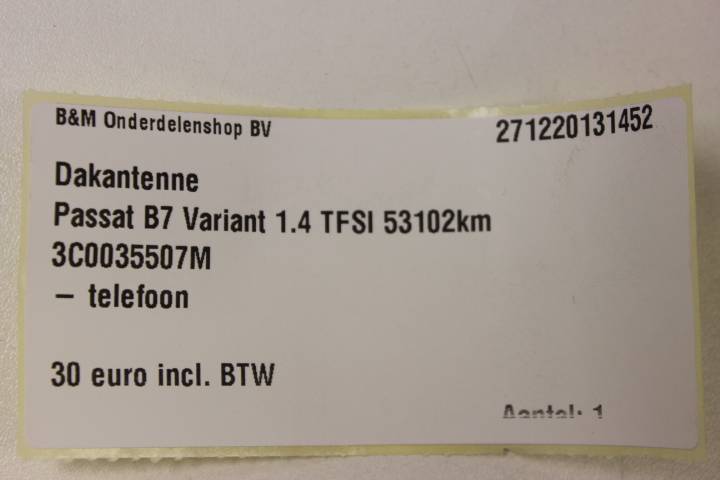 B&M Onderdelenshop BV 271220131452
Dakantenne
Passat B7 Variant 1.4 TFSI 53102km
3C0035507M
– telefoon
30 euro incl. BTW
Aantal: 1